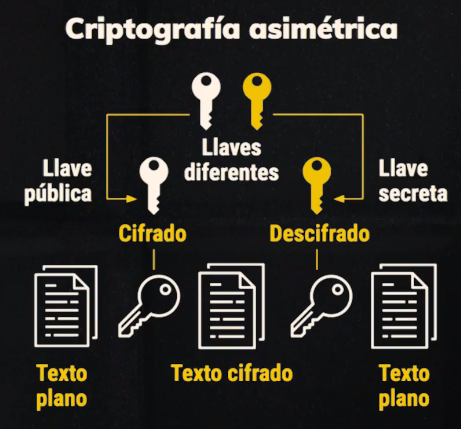 Criptografía asimétrica
Llaves
diferentes
Llave
pública
Llave
secreta
Cifrado
Descifrado
Texto
plano
Texto cifrado
Texto
plano